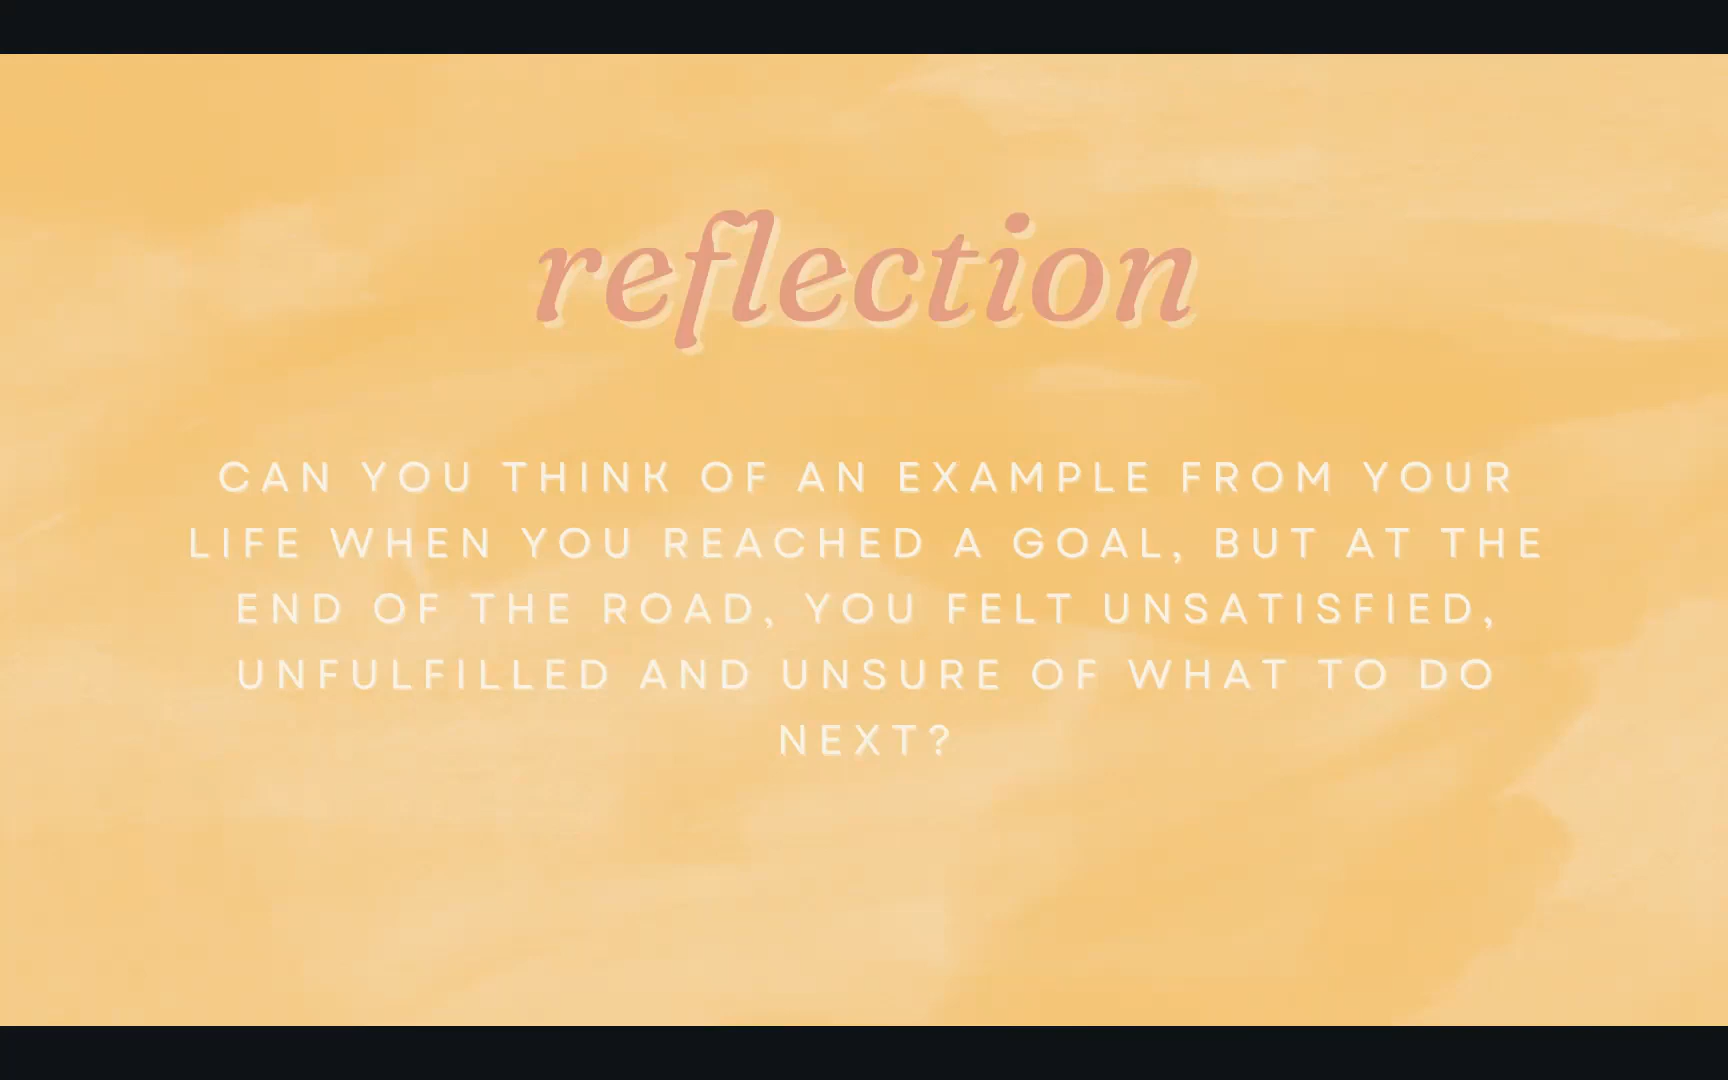 reflection
CAN YOU THINK OF AN EXAMPLE FROM YOUR
LIFE WHEN YOU REACHED A GOAL, BUT AT THE
END OF THE ROAD, YOU FELT UNSATISFIED,
UNFULFILLED AND UNSURE OF WHAT TO DO
NEXT?